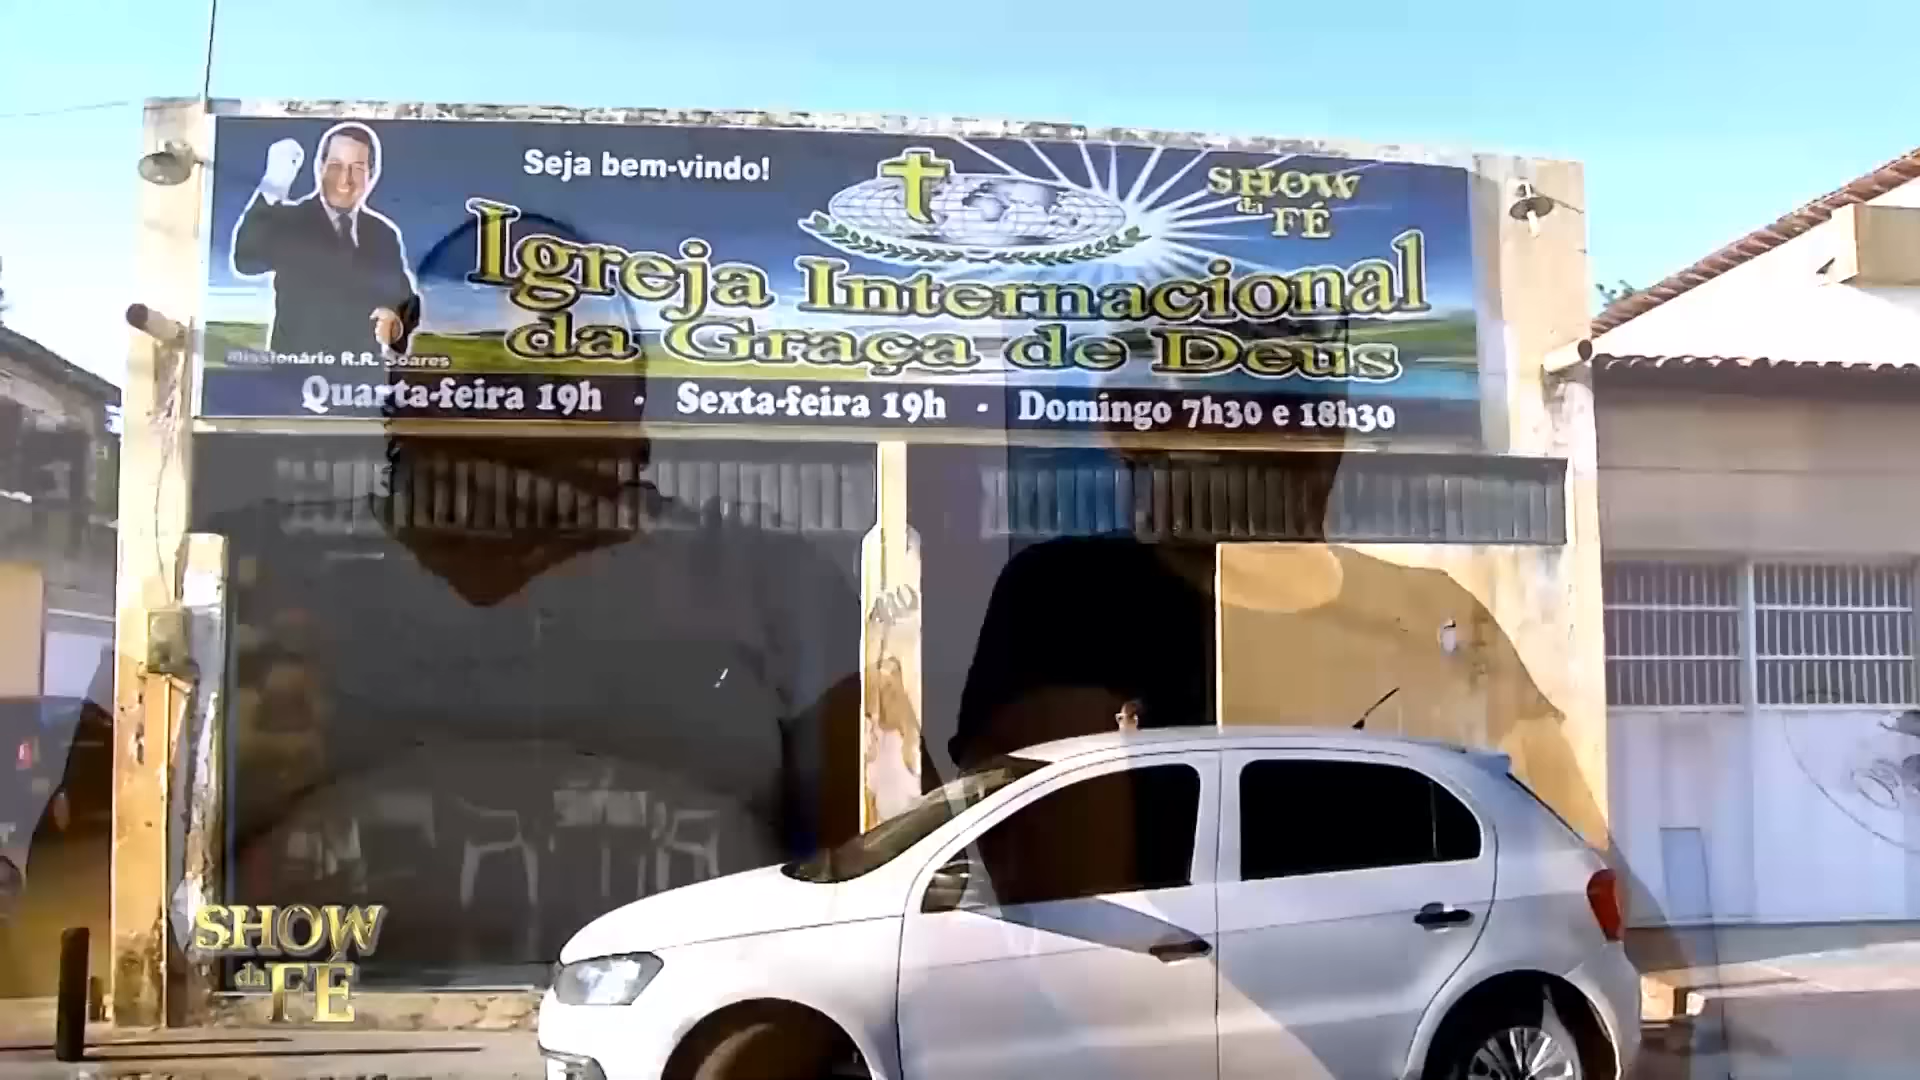 Seja bem-vindo!
SHOW
da FÉ
Igreja Internacional
da Graça de Deus
Missionário R.R. Soares
Quarta-feira 19h · Sexta-feira 19h - Domingo 7h30 e 18h30
SHOW
da FÉ